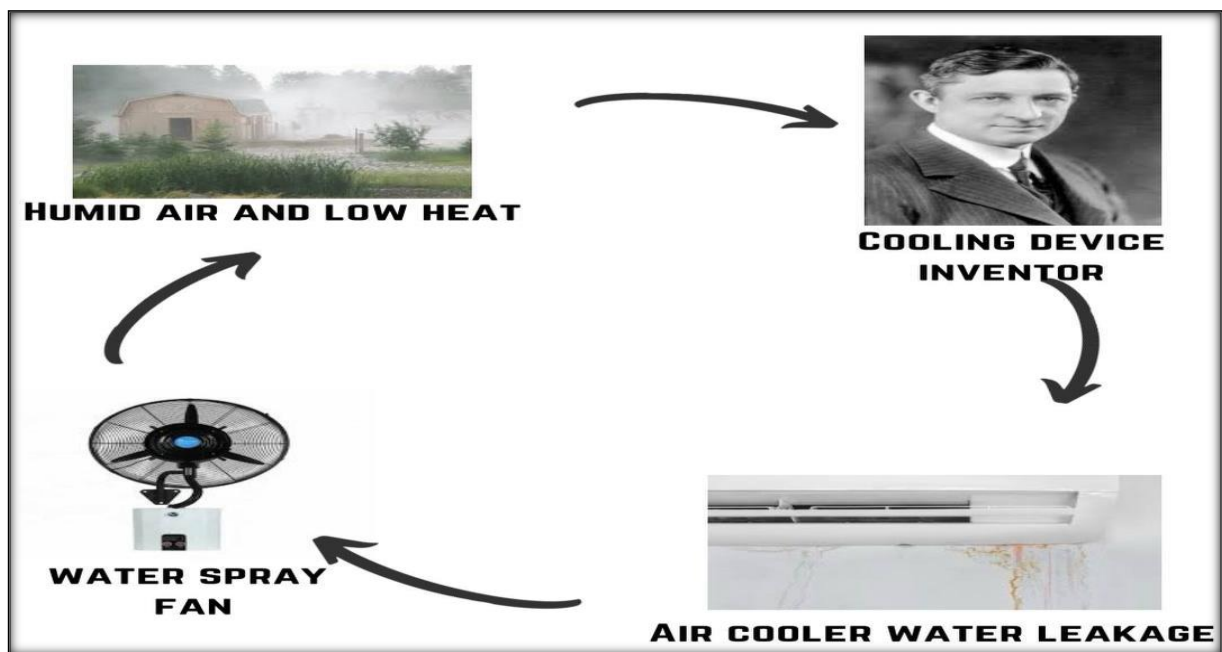 HUMID AIR AND LOW HEAT
COOLING DEVICE
INVENTOR
WATER SPRAY
FAN
AIR COOLER WATER LEAKAGE